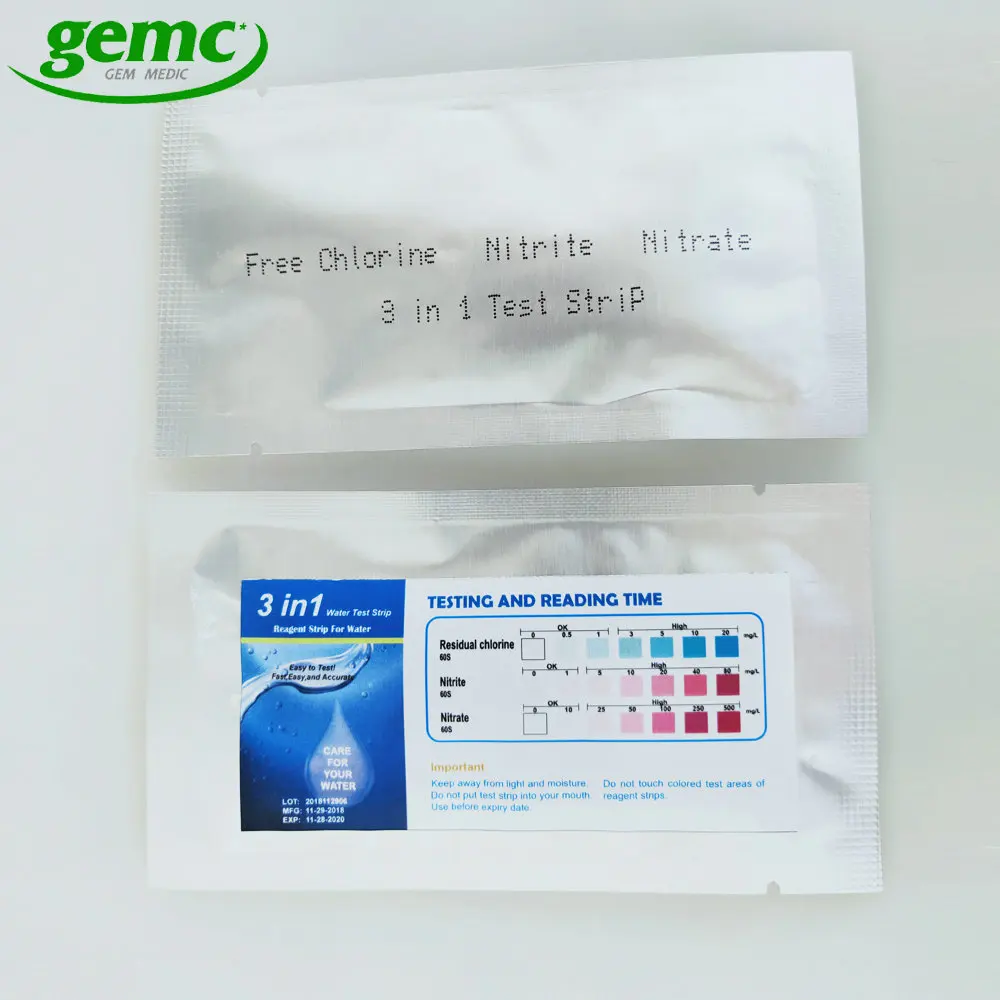 gemc
GEM MEDIC
Free Chlorine Nitrite Nitrate
3 in 1 Test StriP
3 in1 Water Test Strip
Reagent Strip For Water
Easy to Test!
Fast,Easy,and Accurate
CARE
FOR
YOUR
WATER
LOT: 2018112906
MFG: 11-29-2018
EXP: 11-28-2020
TESTING AND READING TIME
OK High
0 0.5 1 3 5 10 20 mg/L
Residual chlorine
60S
OK High
0 1 5 10 20 40 80 mg/L
Nitrite
60S
OK High
0 10 25 50 100 250 500 mg/L
Nitrate
60S
Important
Keep away from light and moisture.
Do not put test strip into your mouth.
Use before expiry date.
Do not touch colored test areas of
reagent strips.